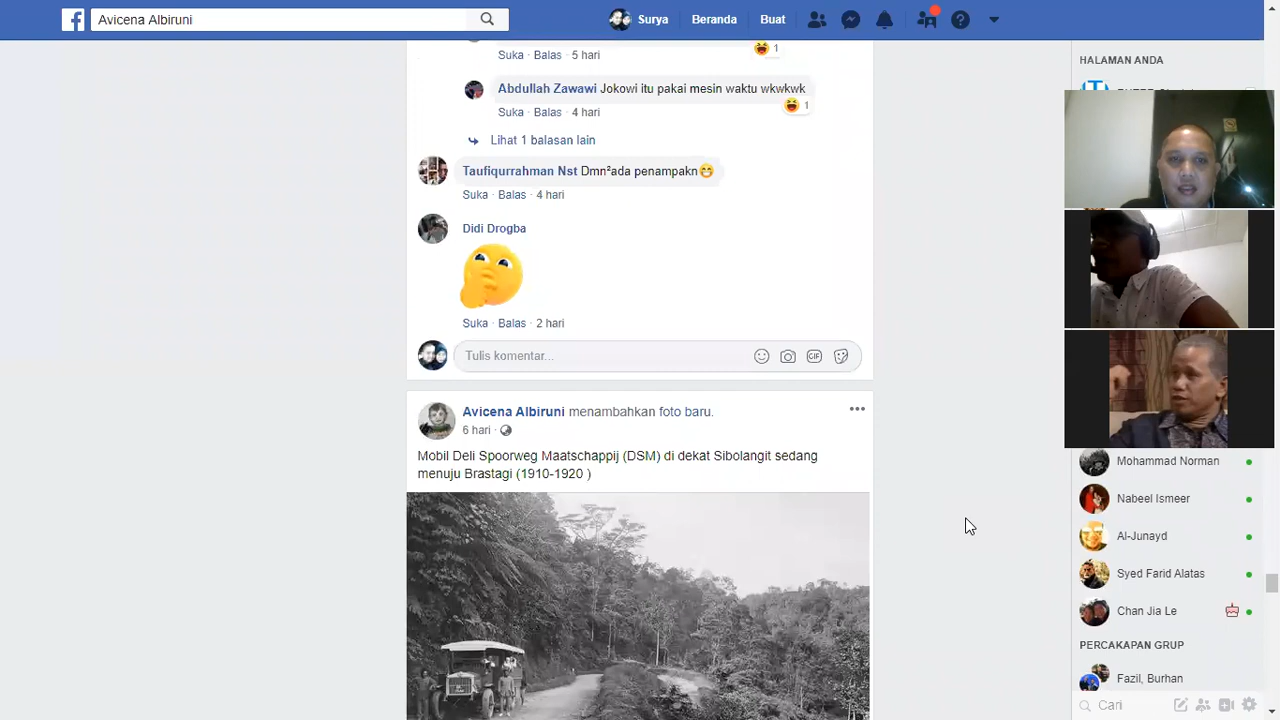 Avicena Albiruni
Surya
Beranda
Buat
Suka · Balas · 5 hari
1
Abdullah Zawawi Jokowi itu pakai mesin waktu wkwkwk
1
Suka · Balas · 4 hari
Lihat 1 balasan lain
Taufiqurrahman Nst Dmn²ada penampakn
Suka · Balas · 4 hari
Didi Drogba
Suka · Balas · 2 hari
Tulis komentar...
GIF
Avicena Albiruni menambahkan foto baru.
6 hari ·
Mobil Deli Spoorweg Maatschappij (DSM) di dekat Sibolangit sedang
menuju Brastagi (1910-1920 )
HALAMAN ANDA
Mohammad Norman
Nabeel Ismeer
Al-Junayd
Syed Farid Alatas
Chan Jia Le
PERCAKAPAN GRUP
Fazil, Burhan
Cari